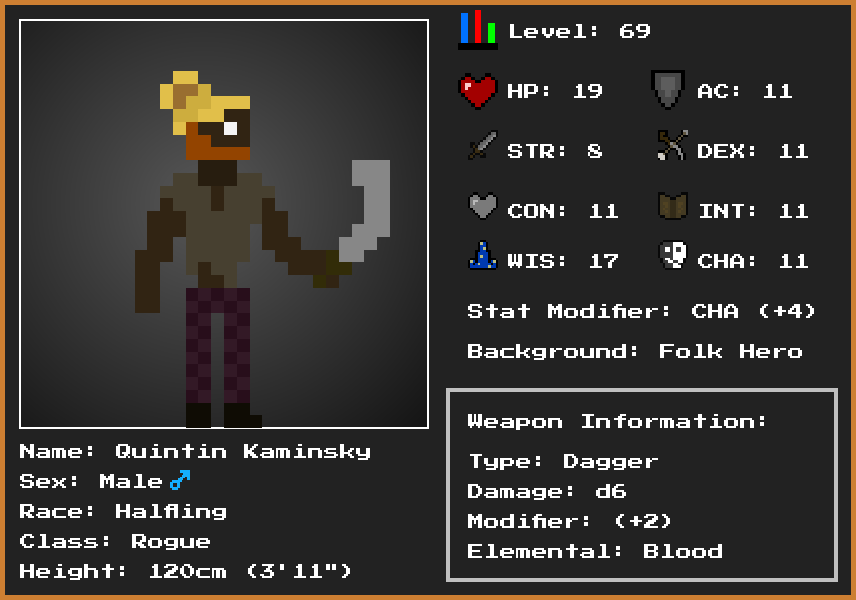 Level: 69
HP: 19 AC: 11
STR: 8 DEX: 11
CON: 11 INT: 11
WIS: 17 CHA: 11
Stat Modifier: CHA (+4)
Background: Folk Hero
Weapon Information:
Type: Dagger
Damage: d6
Modifier: (+2)
Elemental: Blood
Name: Quintin Kaminsky
Sex: Male ♂
Race: Halfling
Class: Rogue
Height: 120cm (3'11")